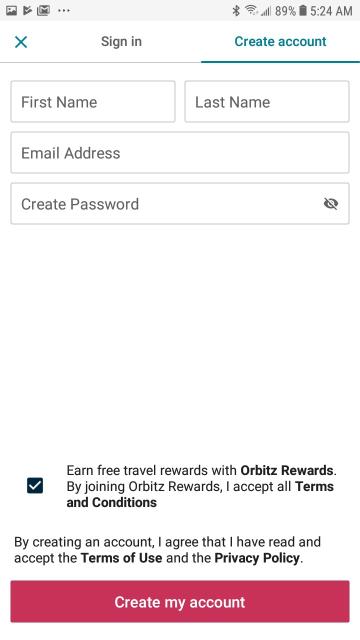 89% 5:24 AM
Sign in
Create account
First Name
Last Name
Email Address
Create Password
Earn free travel rewards with Orbitz Rewards.
By joining Orbitz Rewards, I accept all Terms
and Conditions
By creating an account, I agree that I have read and
accept the Terms of Use and the Privacy Policy.
Create my account